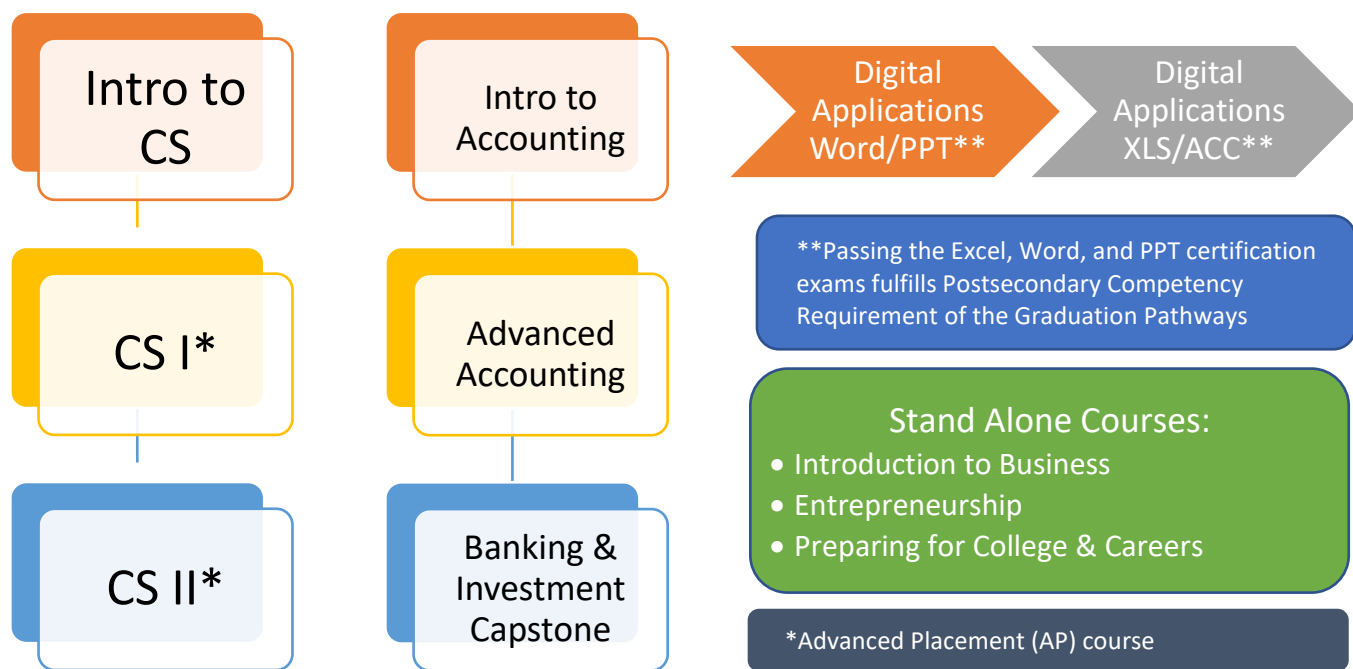 Intro to
CS
CS I*
CS II*
Intro to
Accounting
Advanced
Accounting
Banking &
Investment
Capstone
Digital
Applications
Word/PPT**
Digital
Applications
XLS/ACC**
**Passing the Excel, Word, and PPT certification
exams fulfills Postsecondary Competency
Requirement of the Graduation Pathways
Stand Alone Courses:
• Introduction to Business
• Entrepreneurship
• Preparing for College & Careers
*Advanced Placement (AP) course